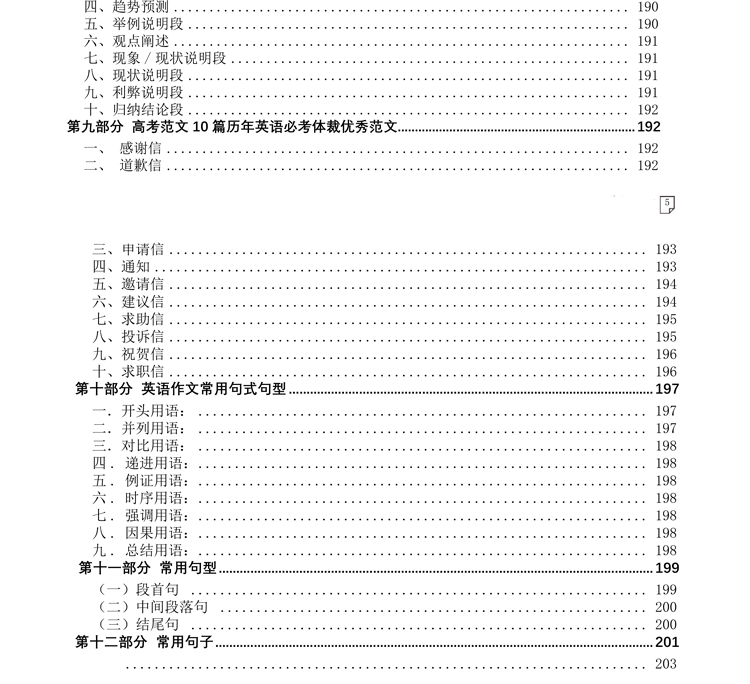 四、趋势预测 ........ 190
五、举例说明段 ........ 190
六、观点阐述 ........ 191
七、现象/现状说明段 ........ 191
八、现状说明段 ........ 191
九、利弊说明段 ........ 191
十、归纳结论段 ........ 192
第九部分 高考范文 10 篇历年英语必考体裁优秀范文........ 192
一、 感谢信 ........ 192
二、 道歉信 ........ 192
5
三、申请信 ........ 193
四、通知 ........ 193
五、邀请信 ........ 194
六、建议信 ........ 194
七、求助信 ........ 195
八、投诉信 ........ 195
九、祝贺信 ........ 196
十、求职信 ........ 196
第十部分 英语作文常用句式句型 ........ 197
一．开头用语： ........ 197
二．并列用语： ........ 197
三．对比用语： ........ 198
四． 递进用语： ........ 198
五． 例证用语： ........ 198
六． 时序用语： ........ 198
七． 强调用语： ........ 198
八． 因果用语： ........ 198
九． 总结用语： ........ 198
第十一部分 常用句型 ........ 199
（一）段首句 ........ 199
（二）中间段落句 ........ 200
（三）结尾句 ........ 200
第十二部分 常用句子 ........ 201
........ 203